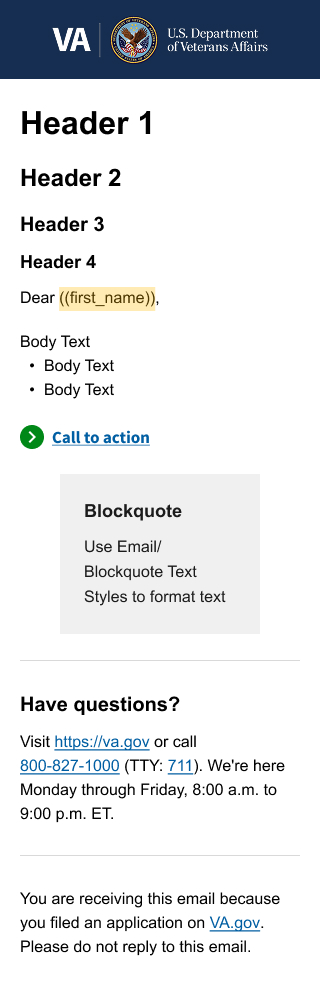 VA
U.S. Department
of Veterans Affairs
Header 1
Header 2
Header 3
Header 4
Dear ((first_name)),
Body Text
• Body Text
• Body Text
Call to action
Blockquote
Use Email/
Blockquote Text
Styles to format text
Have questions?
Visit https://va.gov or call
800-827-1000 (TTY: 711). We're here
Monday through Friday, 8:00 a.m. to
9:00 p.m. ET.
You are receiving this email because
you filed an application on VA.gov.
Please do not reply to this email.